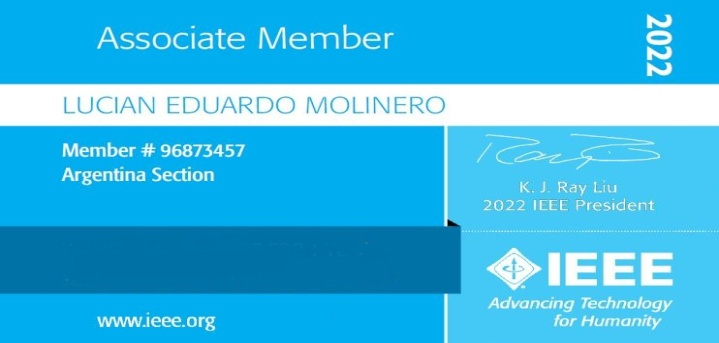 Associate Member
2022
LUCIAN EDUARDO MOLINERO
Member # 96873457
Argentina Section
K. J. Ray Liu
2022 IEEE President
IEEE
Advancing Technology
for Humanity
www.ieee.org